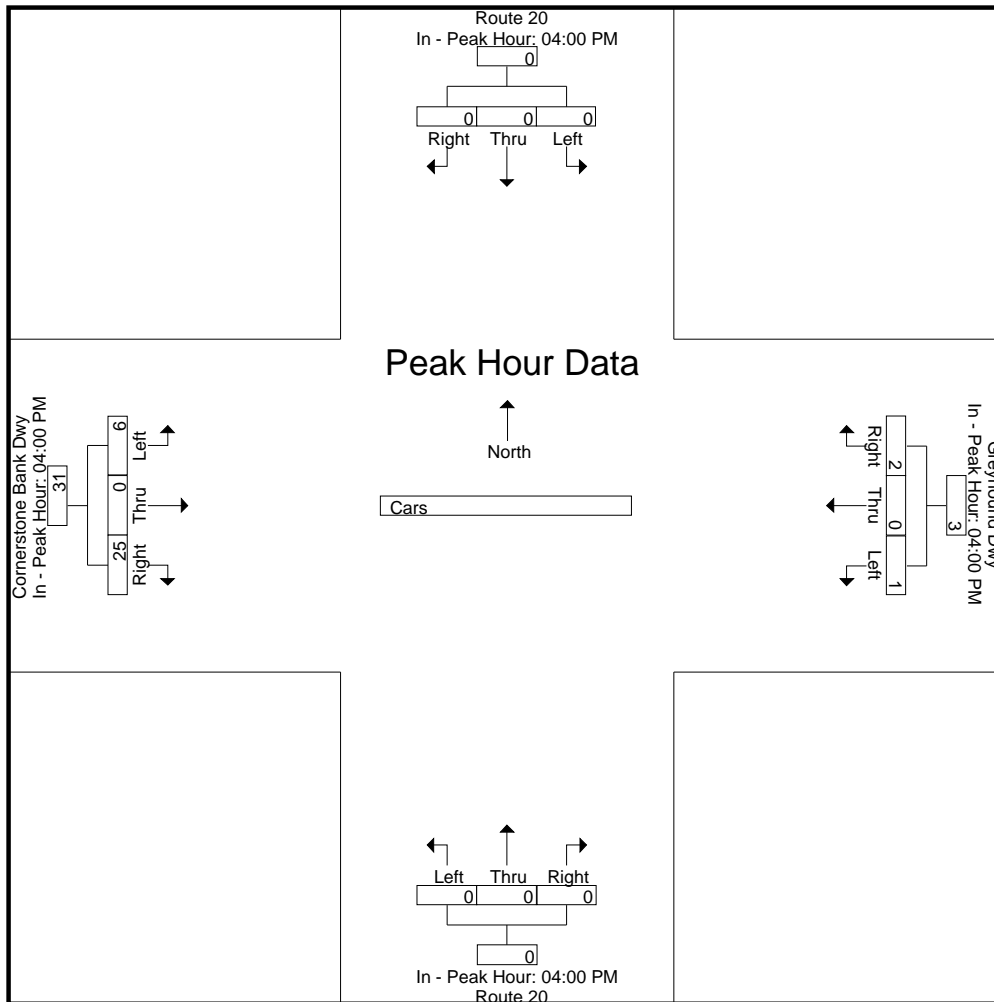 Route 20
In - Peak Hour: 04:00 PM
0
0 0 0
Right Thru Left
Peak Hour Data
North
Cars
Cornerstone Bank Dwy
In - Peak Hour: 04:00 PM
31
6 0 25
Left Thru Right
Greyhound Dwy
In - Peak Hour: 04:00 PM
3
2 0 1
Right Thru Left
Left Thru Right
0 0 0
0
In - Peak Hour: 04:00 PM
Route 20